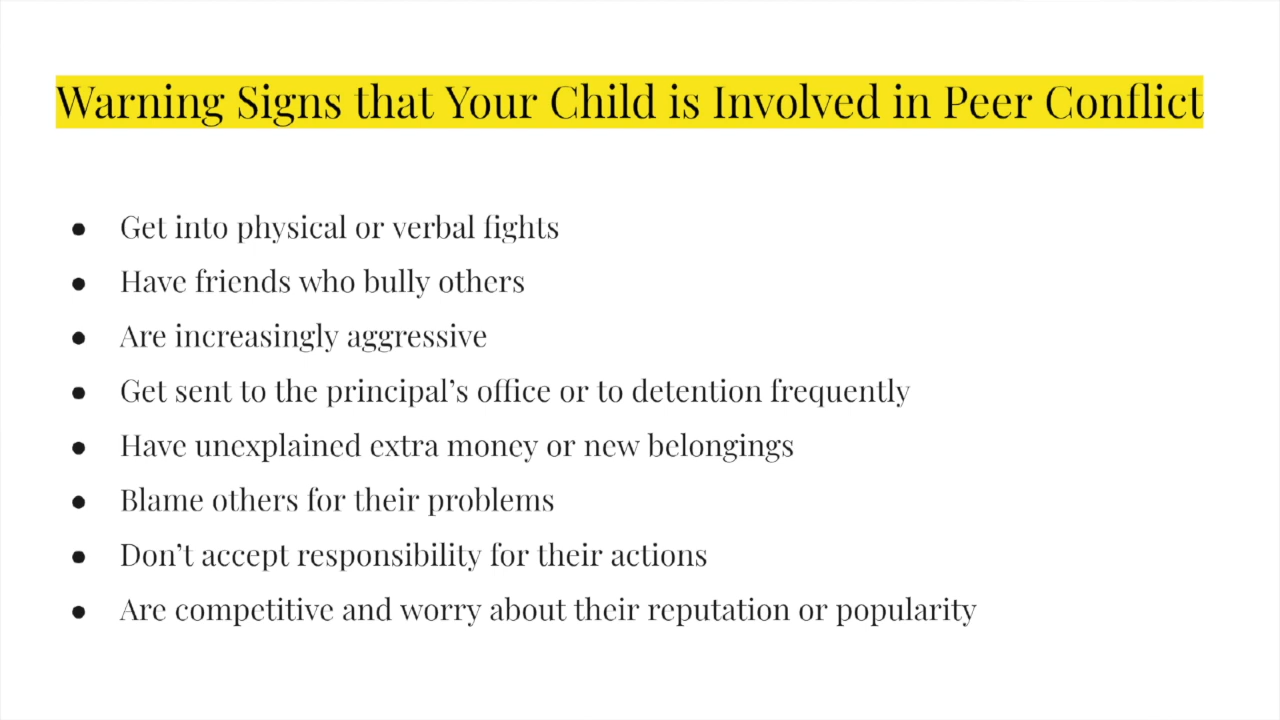 Warning Signs that Your Child is Involved in Peer Conflict
● Get into physical or verbal fights
● Have friends who bully others
● Are increasingly aggressive
● Get sent to the principal’s office or to detention frequently
● Have unexplained extra money or new belongings
● Blame others for their problems
● Don’t accept responsibility for their actions
● Are competitive and worry about their reputation or popularity